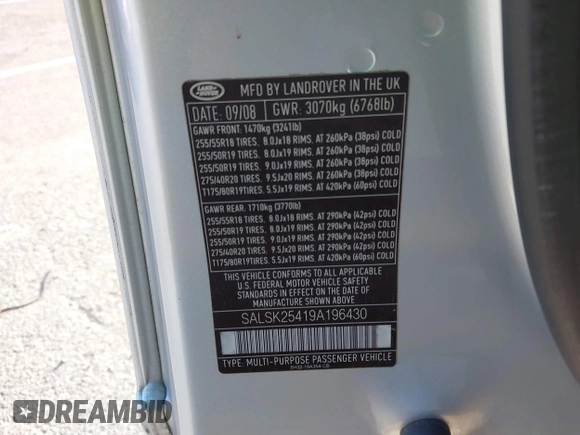 LAND ROVER
MFD BY LANDROVER IN THE UK
DATE: 09/08 GWR: 3070kg (6768lb)
GAWR FRONT: 1470kg (3241lb)
255/55R18 TIRES. 8.0Jx18 RIMS. AT 260kPa (38psi) COLD
255/50R19 TIRES. 8.0Jx19 RIMS. AT 260kPa (38psi) COLD
255/50R19 TIRES. 9.0Jx19 RIMS. AT 260kPa (38psi) COLD
275/40R20 TIRES. 9.5Jx20 RIMS. AT 260kPa (38psi) COLD
T175/80R19TIRES. 5.5Jx19 RIMS. AT 420kPa (60psi) COLD
GAWR REAR. 1710kg (3770lb)
255/55R18 TIRES. 8.0Jx18 RIMS. AT 290kPa (42psi) COLD
255/50R19 TIRES. 8.0Jx19 RIMS. AT 290kPa (42psi) COLD
255/50R19 TIRES. 9.0Jx19 RIMS. AT 290kPa (42psi) COLD
275/40R20 TIRES. 9.5Jx20 RIMS. AT 290kPa (42psi) COLD
T175/80R19TIRES. 5.5Jx19 RIMS. AT 420kPa (60psi) COLD
THIS VEHICLE CONFORMS TO ALL APPLICABLE
U.S. FEDERAL MOTOR VEHICLE SAFETY
STANDARDS IN EFFECT ON THE DATE OF
MANUFACTURE SHOWN ABOVE
SALSK25419A196430
TYPE: MULTI-PURPOSE PASSENGER VEHICLE
DREAMBID